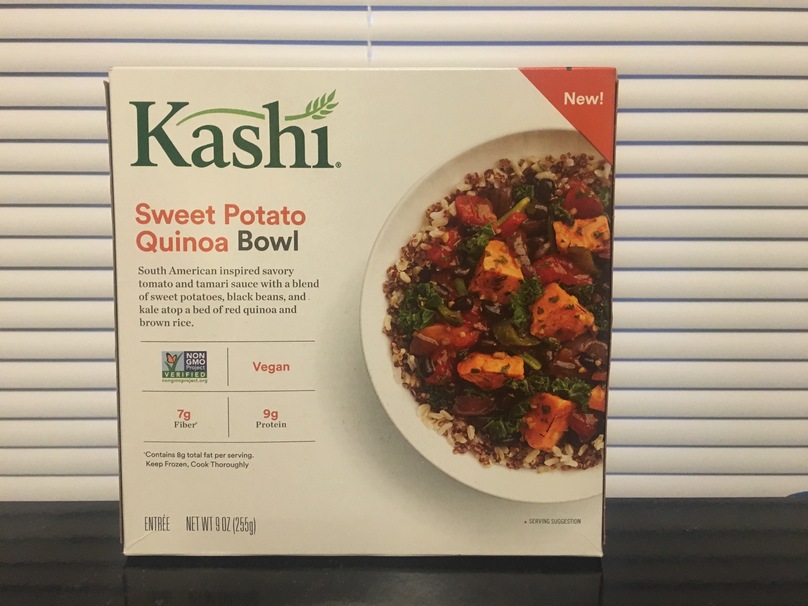 Kashi®
New!
Sweet Potato
Quinoa Bowl
South American inspired savory
tomato and tamari sauce with a blend
of sweet potatoes, black beans, and
kale atop a bed of red quinoa and
brown rice.
NON
GMO
Project
VERIFIED
nongmoproject.org
Vegan
7g
Fiber*
9g
Protein
*Contains 8g total fat per serving.
Keep Frozen, Cook Thoroughly
ENTRÉE NET WT 9 OZ (255g)
SERVING SUGGESTION